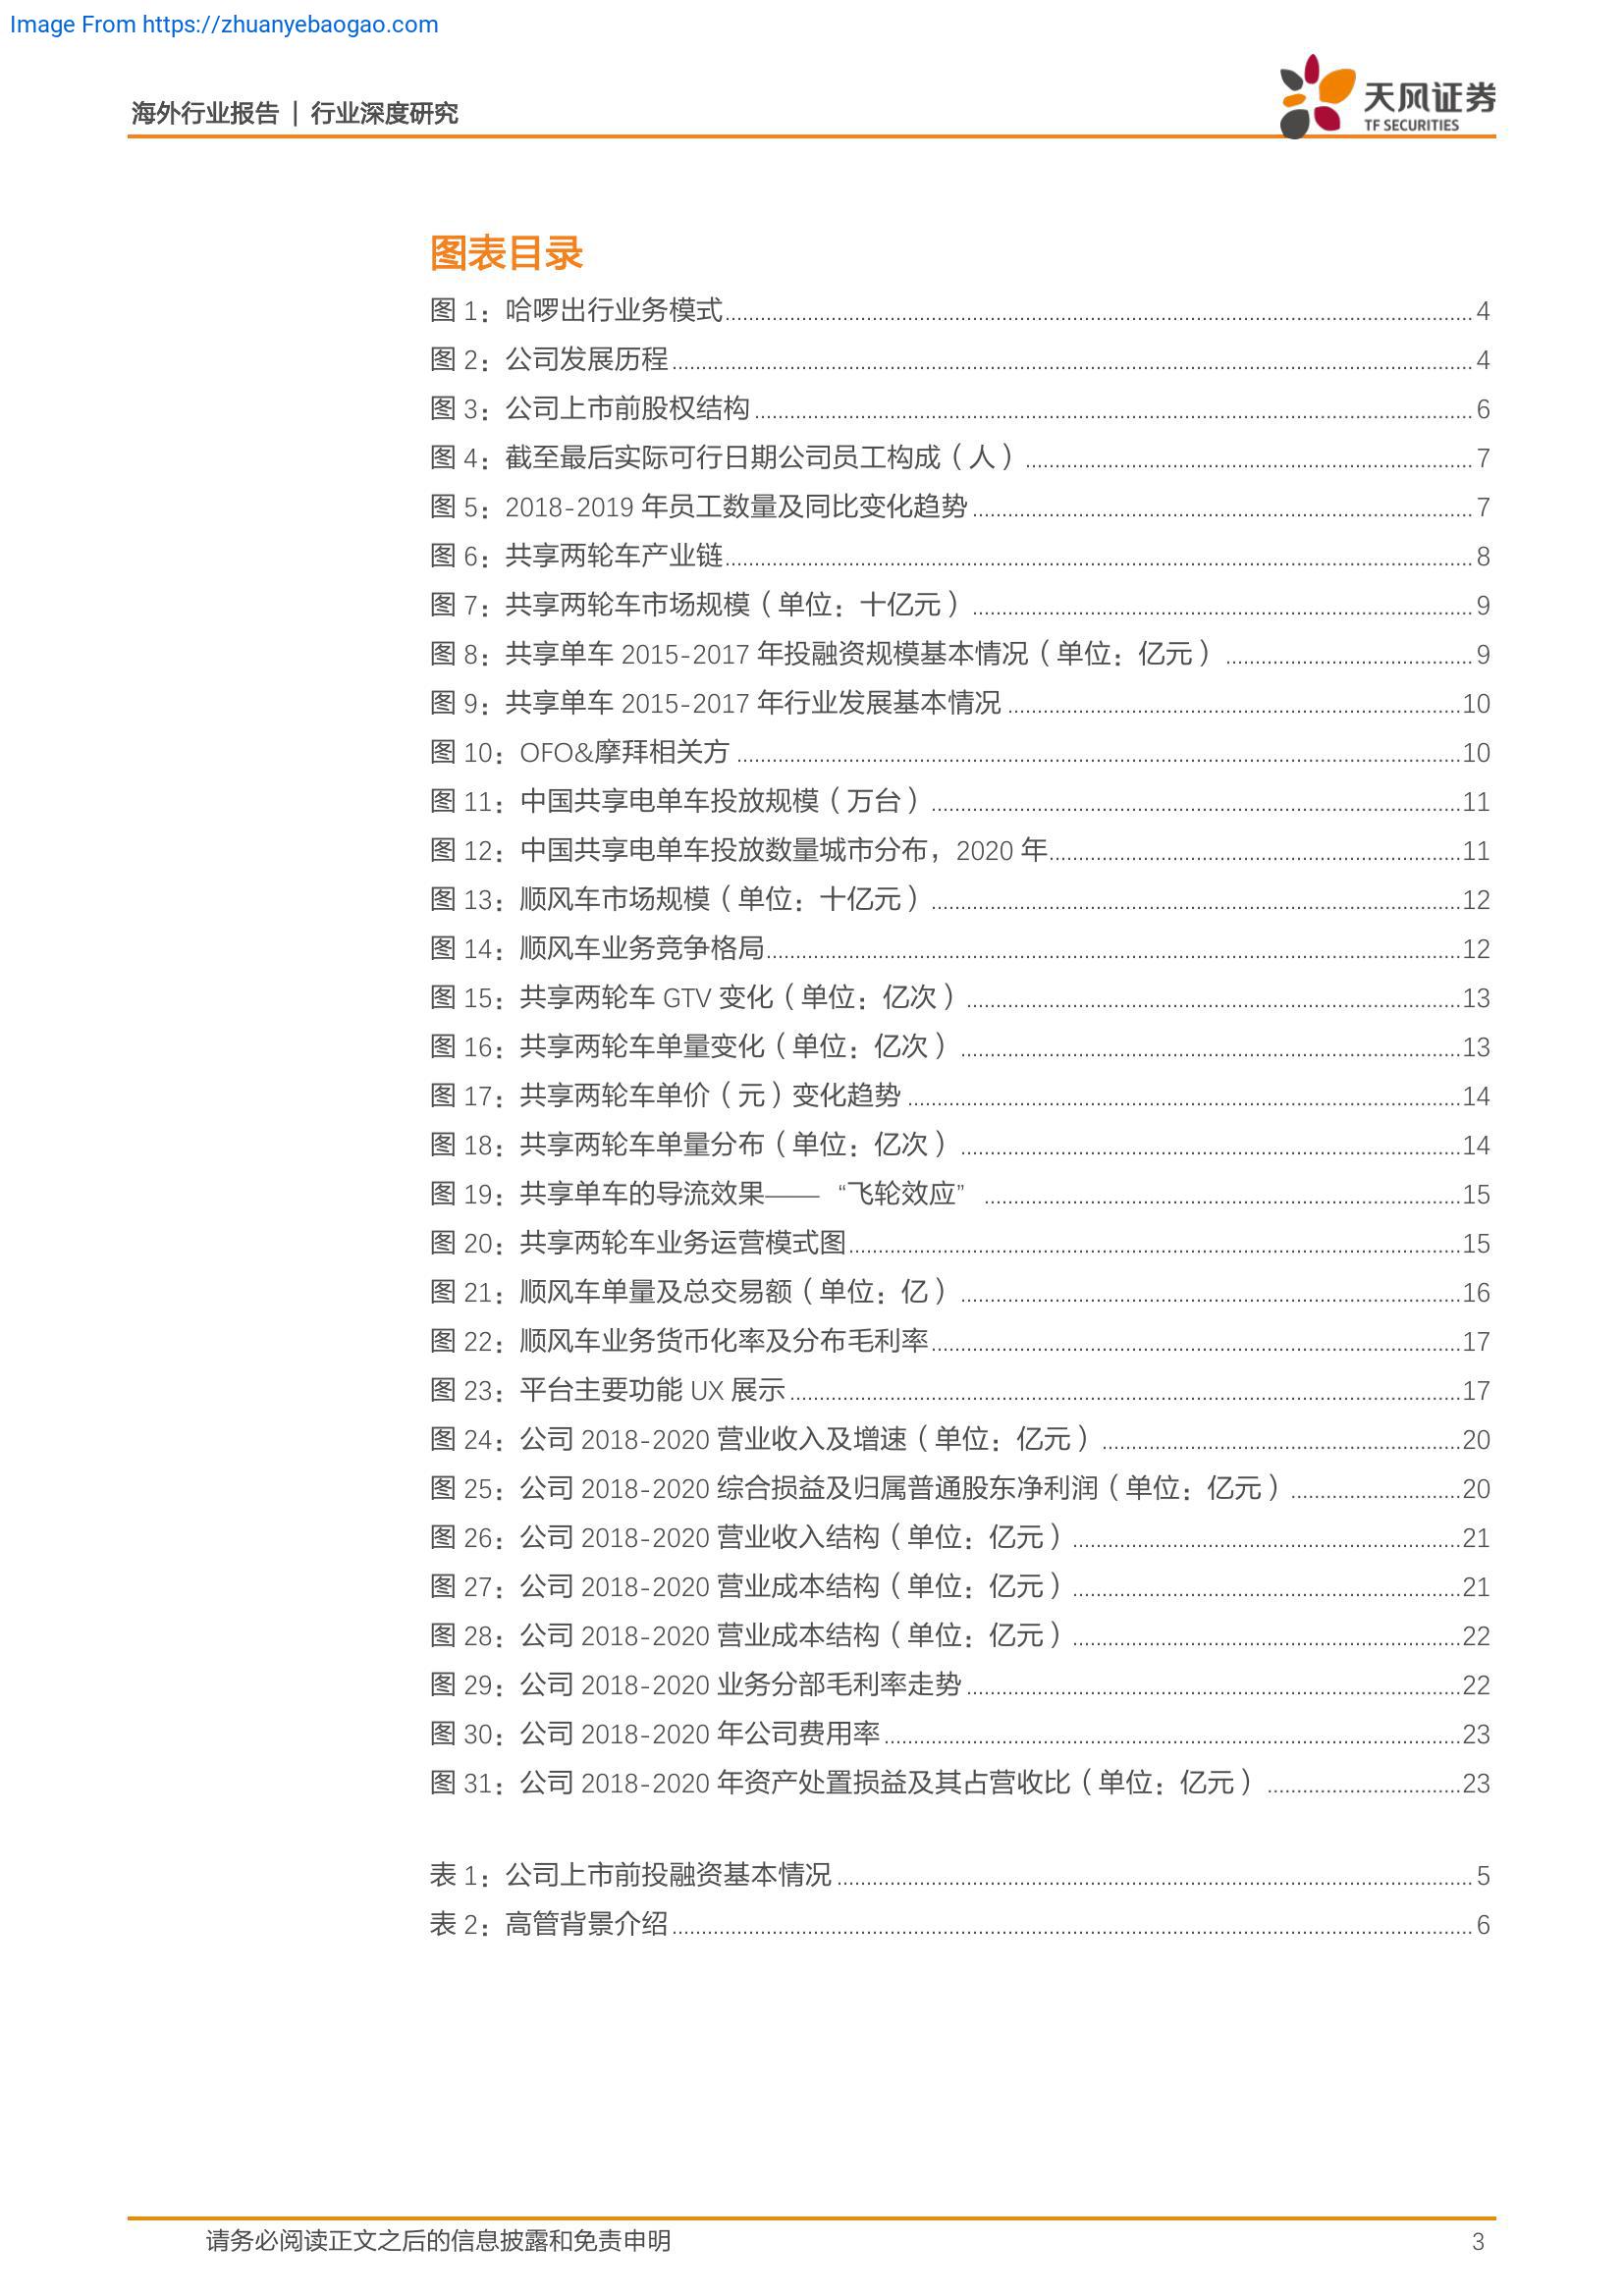 Image From https://zhuanyebaogao.com
海外行业报告 | 行业深度研究
天风证券
TF SECURITIES
图表目录
图 1：哈啰出行业务模式 4
图 2：公司发展历程 4
图 3：公司上市前股权结构 6
图 4：截至最后实际可行日期公司员工构成（人） 7
图 5：2018-2019 年员工数量及同比变化趋势 7
图 6：共享两轮车产业链 8
图 7：共享两轮车市场规模（单位：十亿元） 9
图 8：共享单车 2015-2017 年投融资规模基本情况（单位：亿元） 9
图 9：共享单车 2015-2017 年行业发展基本情况 10
图 10：OFO&摩拜相关方 10
图 11：中国共享电单车投放规模（万台） 11
图 12：中国共享电单车投放数量城市分布，2020 年 11
图 13：顺风车市场规模（单位：十亿元） 12
图 14：顺风车业务竞争格局 12
图 15：共享两轮车 GTV 变化（单位：亿次） 13
图 16：共享两轮车单量变化（单位：亿次） 13
图 17：共享两轮车单价（元）变化趋势 14
图 18：共享两轮车单量分布（单位：亿次） 14
图 19：共享单车的导流效果—— “飞轮效应” 15
图 20：共享两轮车业务运营模式图 15
图 21：顺风车单量及总交易额（单位：亿） 16
图 22：顺风车业务货币化率及分布毛利率 17
图 23：平台主要功能 UX 展示 17
图 24：公司 2018-2020 营业收入及增速（单位：亿元） 20
图 25：公司 2018-2020 综合损益及归属普通股东净利润（单位：亿元） 20
图 26：公司 2018-2020 营业收入结构（单位：亿元） 21
图 27：公司 2018-2020 营业成本结构（单位：亿元） 21
图 28：公司 2018-2020 营业成本结构（单位：亿元） 22
图 29：公司 2018-2020 业务分部毛利率走势 22
图 30：公司 2018-2020 年公司费用率 23
图 31：公司 2018-2020 年资产处置损益及其占营收比（单位：亿元） 23
表 1：公司上市前投融资基本情况 5
表 2：高管背景介绍 6
请务必阅读正文之后的信息披露和免责申明 3